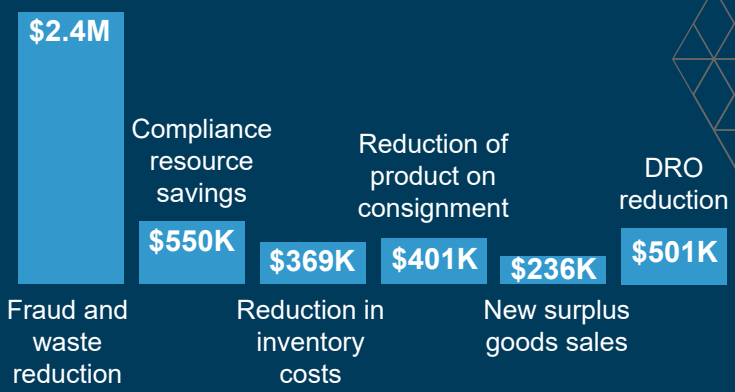 $2.4M
Fraud and
waste
reduction
Compliance
resource
savings
$550K
$369K
Reduction in
inventory
costs
Reduction of
product on
consignment
$401K
$236K
New surplus
goods sales
DRO
reduction
$501K